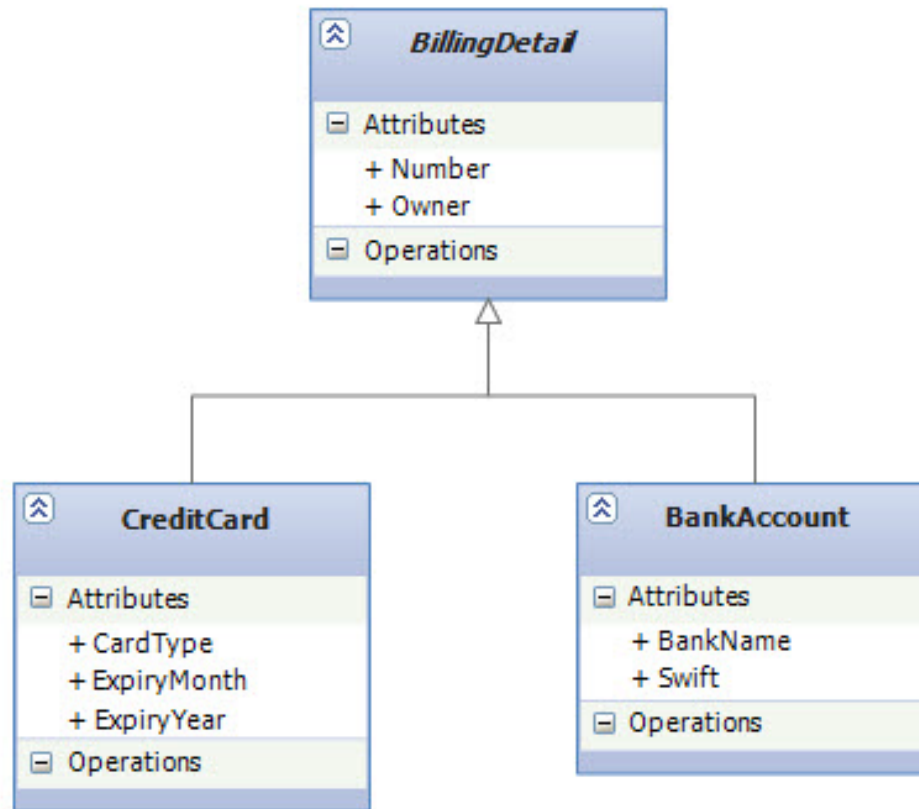 BillingDetail
Attributes
+ Number
+ Owner
Operations
CreditCard
Attributes
+ CardType
+ ExpiryMonth
+ ExpiryYear
Operations
BankAccount
Attributes
+ BankName
+ Swift
Operations